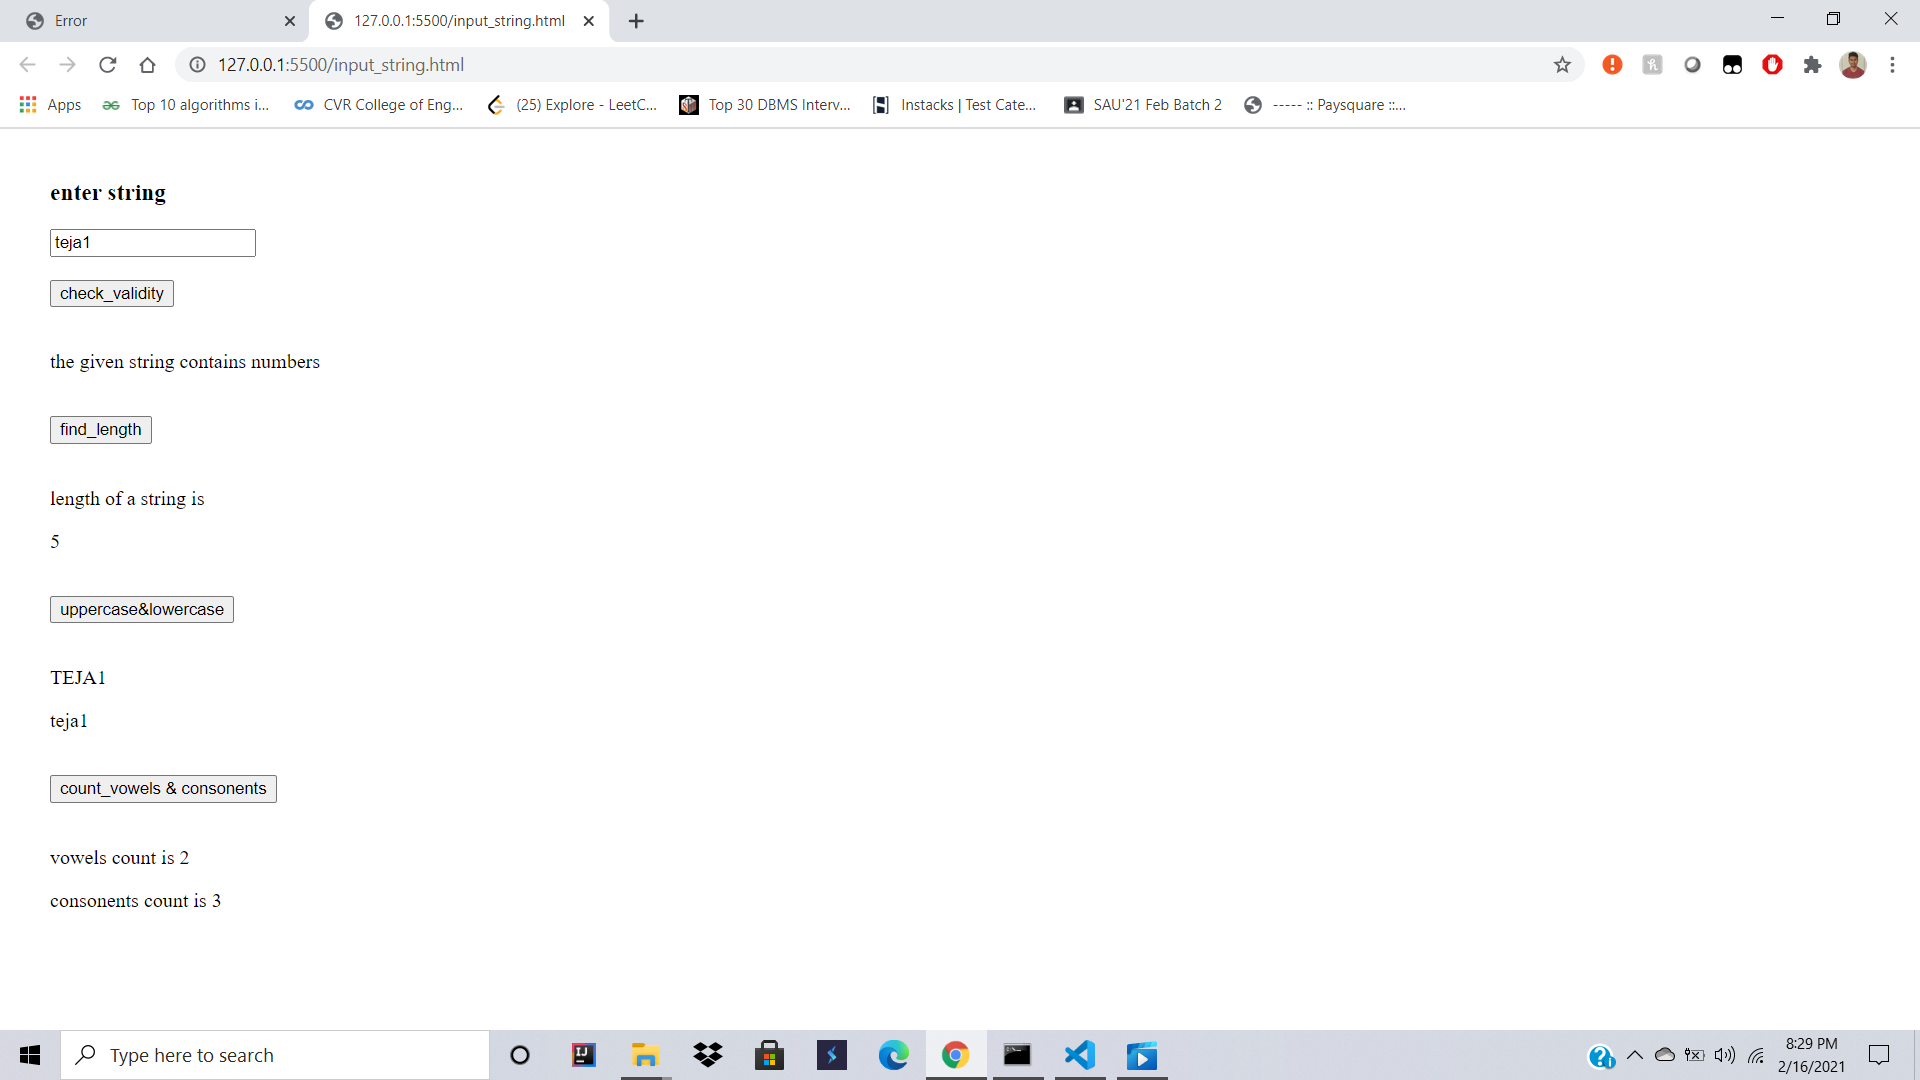 Error
127.0.0.1:5500/input_string.html
127.0.0.1:5500/input_string.html
Apps
Top 10 algorithms i...
CVR College of Eng...
(25) Explore - LeetC...
Top 30 DBMS Interv...
Instacks | Test Cate...
SAU'21 Feb Batch 2
----- :: Paysquare ::...
enter string
teja1
check_validity
the given string contains numbers
find_length
length of a string is
5
uppercase&lowercase
TEJA1
teja1
count_vowels & consonents
vowels count is 2
consonents count is 3
Type here to search
8:29 PM
2/16/2021